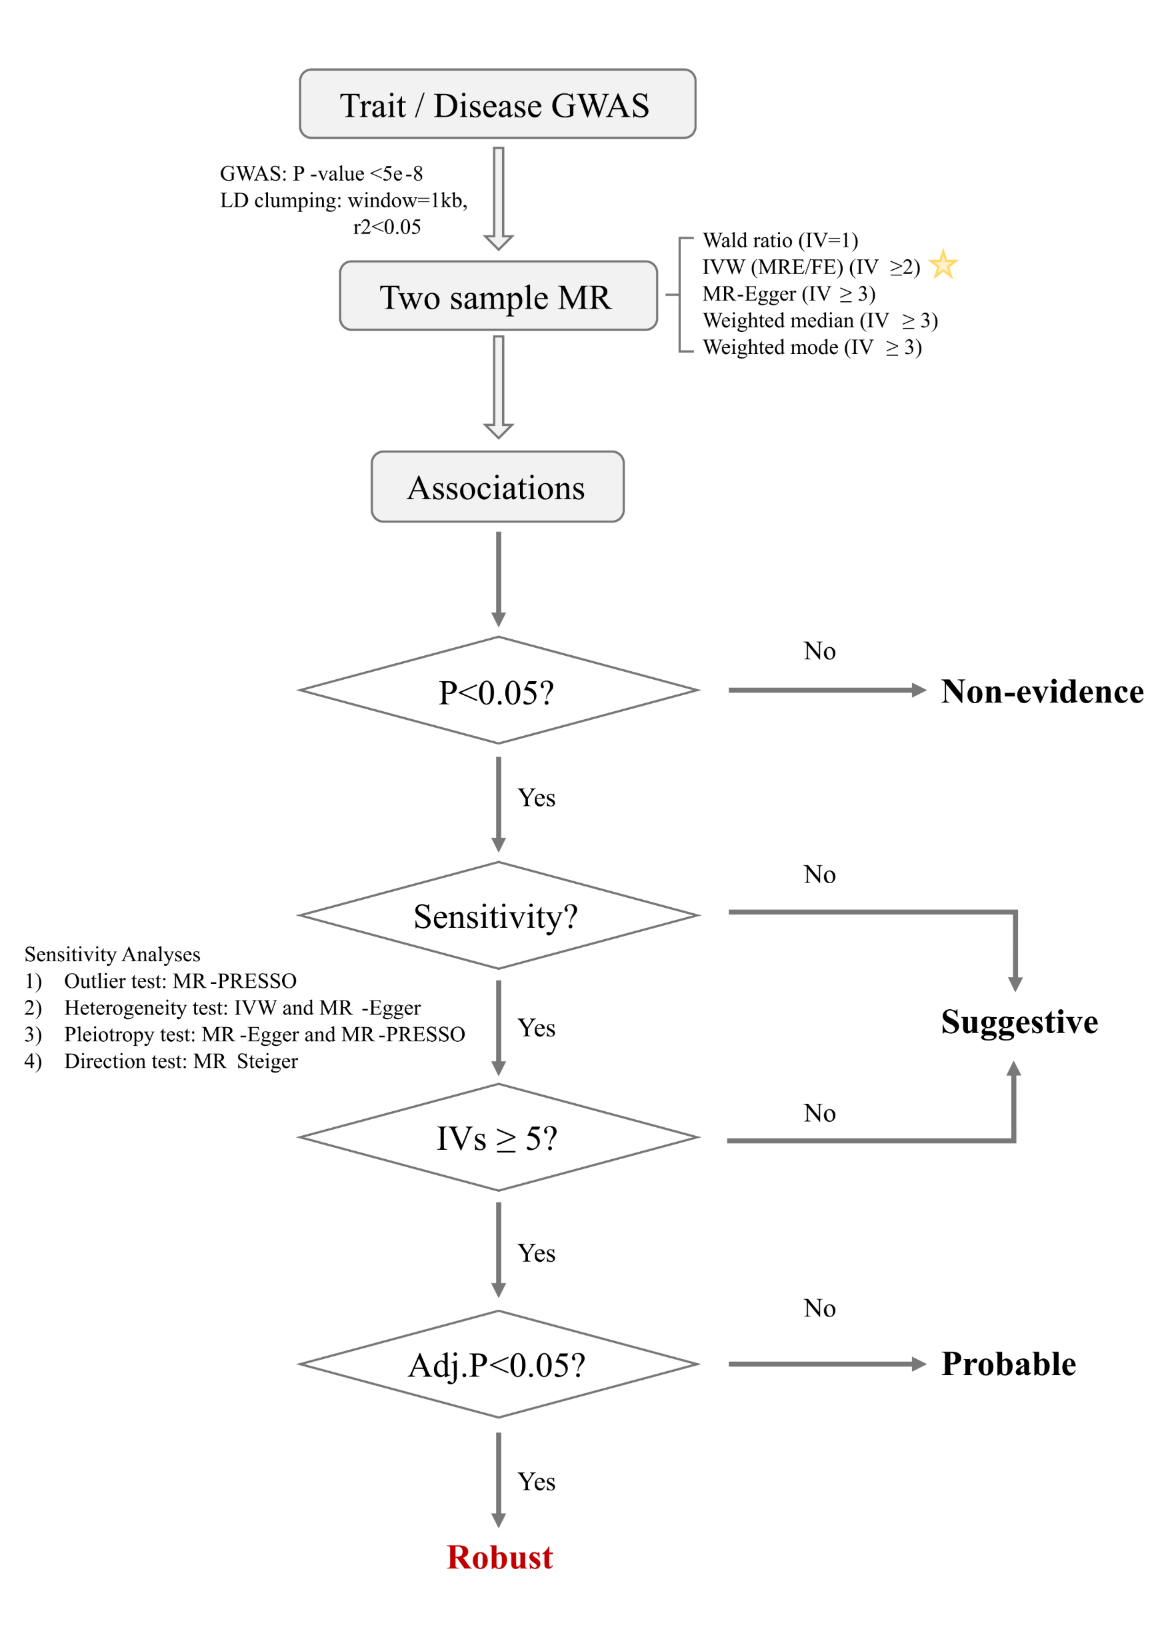 Trait / Disease GWAS
GWAS: P -value <5e-8
LD clumping: window=1kb,
r2<0.05
Two sample MR
Wald ratio (IV=1)
IVW (MRE/FE) (IV ≥2)
MR-Egger (IV ≥ 3)
Weighted median (IV ≥ 3)
Weighted mode (IV ≥ 3)
Associations
P<0.05?
No
Non-evidence
Yes
Sensitivity?
No
Sensitivity Analyses
1) Outlier test: MR -PRESSO
2) Heterogeneity test: IVW and MR -Egger
3) Pleiotropy test: MR -Egger and MR -PRESSO
4) Direction test: MR Steiger
Yes
Suggestive
IVs ≥ 5?
No
Yes
Adj.P<0.05?
No
Probable
Yes
Robust